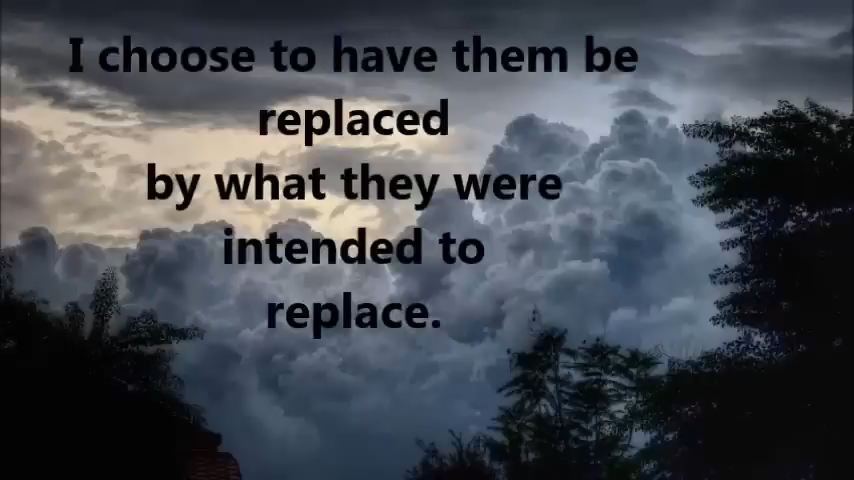 I choose to have them be
replaced
by what they were
intended to
replace.